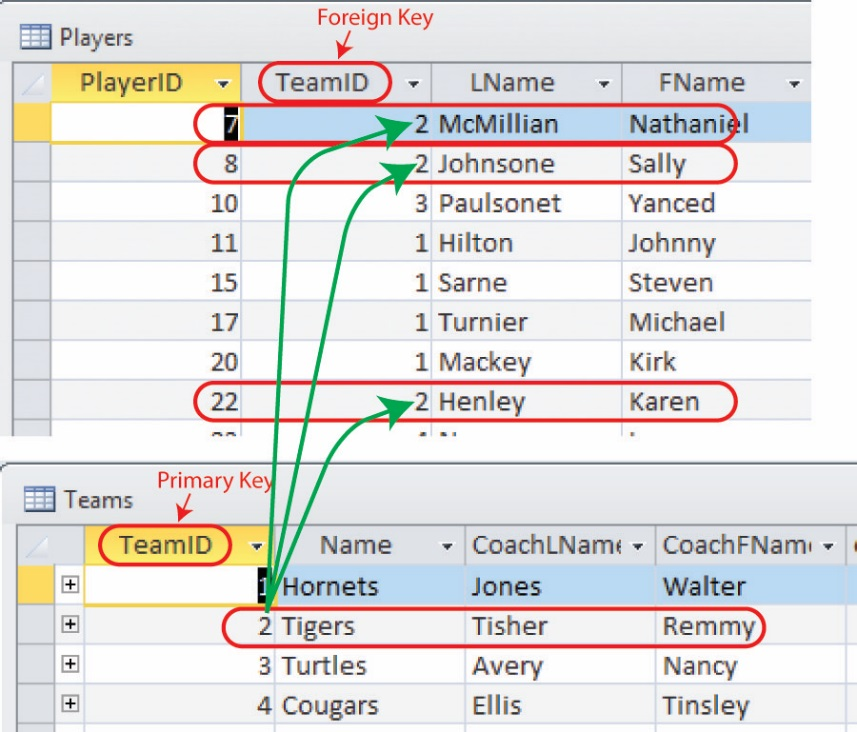 Foreign Key
Players
PlayerID TeamID LName FName
7 2 McMillian Nathaniel
8 2 Johnsone Sally
10 3 Paulsonet Yanced
11 1 Hilton Johnny
15 1 Sarne Steven
17 1 Turnier Michael
20 1 Mackey Kirk
22 2 Henley Karen
Primary Key
Teams
TeamID Name CoachLName CoachFNam
1 Hornets Jones Walter
2 Tigers Tisher Remmy
3 Turtles Avery Nancy
4 Cougars Ellis Tinsley